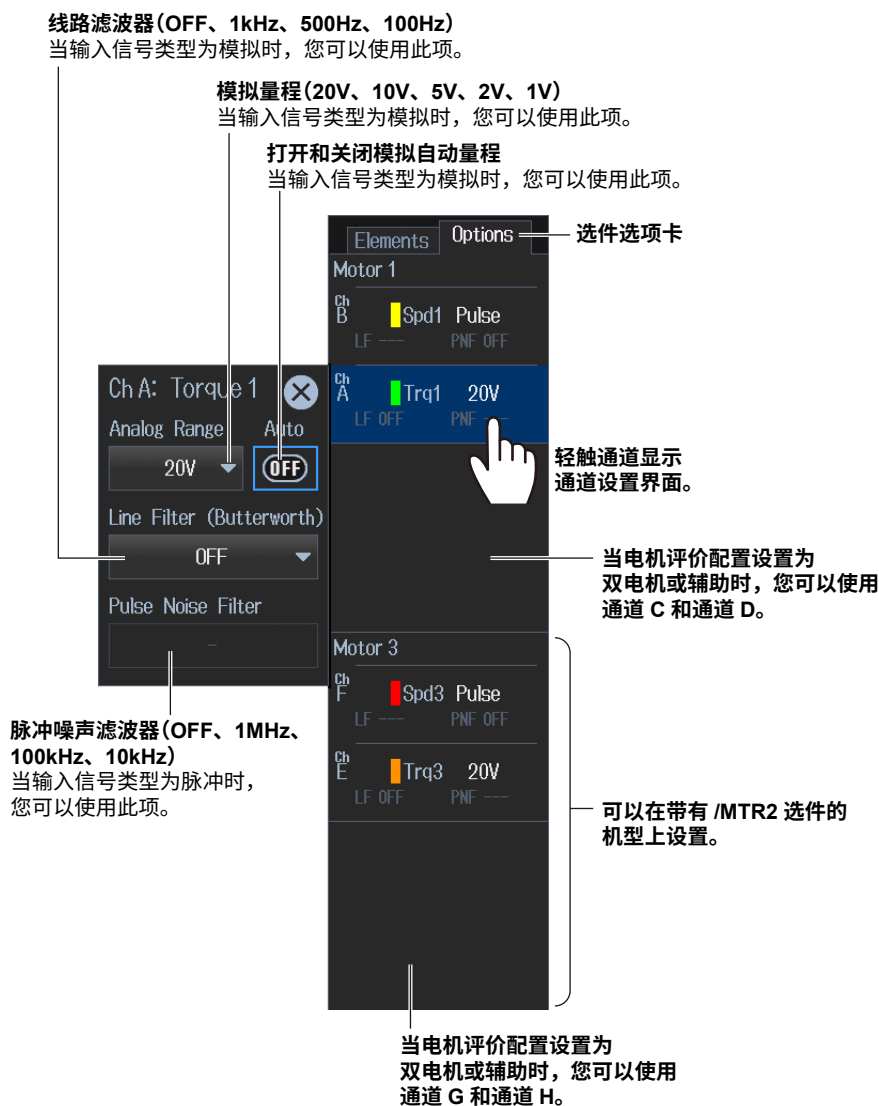 线路滤波器（OFF、1kHz、500Hz、100Hz）
当输入信号类型为模拟时，您可以使用此项。
模拟量程（20V、10V、5V、2V、1V）
当输入信号类型为模拟时，您可以使用此项。
打开和关闭模拟自动量程
当输入信号类型为模拟时，您可以使用此项。
Elements Options
选件选项卡
Motor 1
Ch B Spd1 Pulse
LF --- PNF OFF
Ch A Trq1 20V
LF OFF PNF ---
轻触通道显示
通道设置界面。
Ch A: Torque 1
Analog Range Auto
20V OFF
Line Filter (Butterworth)
OFF
Pulse Noise Filter
-
当电机评价配置设置为
双电机或辅助时，您可以使用
通道 C 和通道 D。
Motor 3
Ch F Spd3 Pulse
LF --- PNF OFF
Ch E Trq3 20V
LF OFF PNF ---
脉冲噪声滤波器（OFF、1MHz、
100kHz、10kHz）
当输入信号类型为脉冲时，
您可以使用此项。
可以在带有 /MTR2 选件的
机型上设置。
当电机评价配置设置为
双电机或辅助时，您可以使用
通道 G 和通道 H。